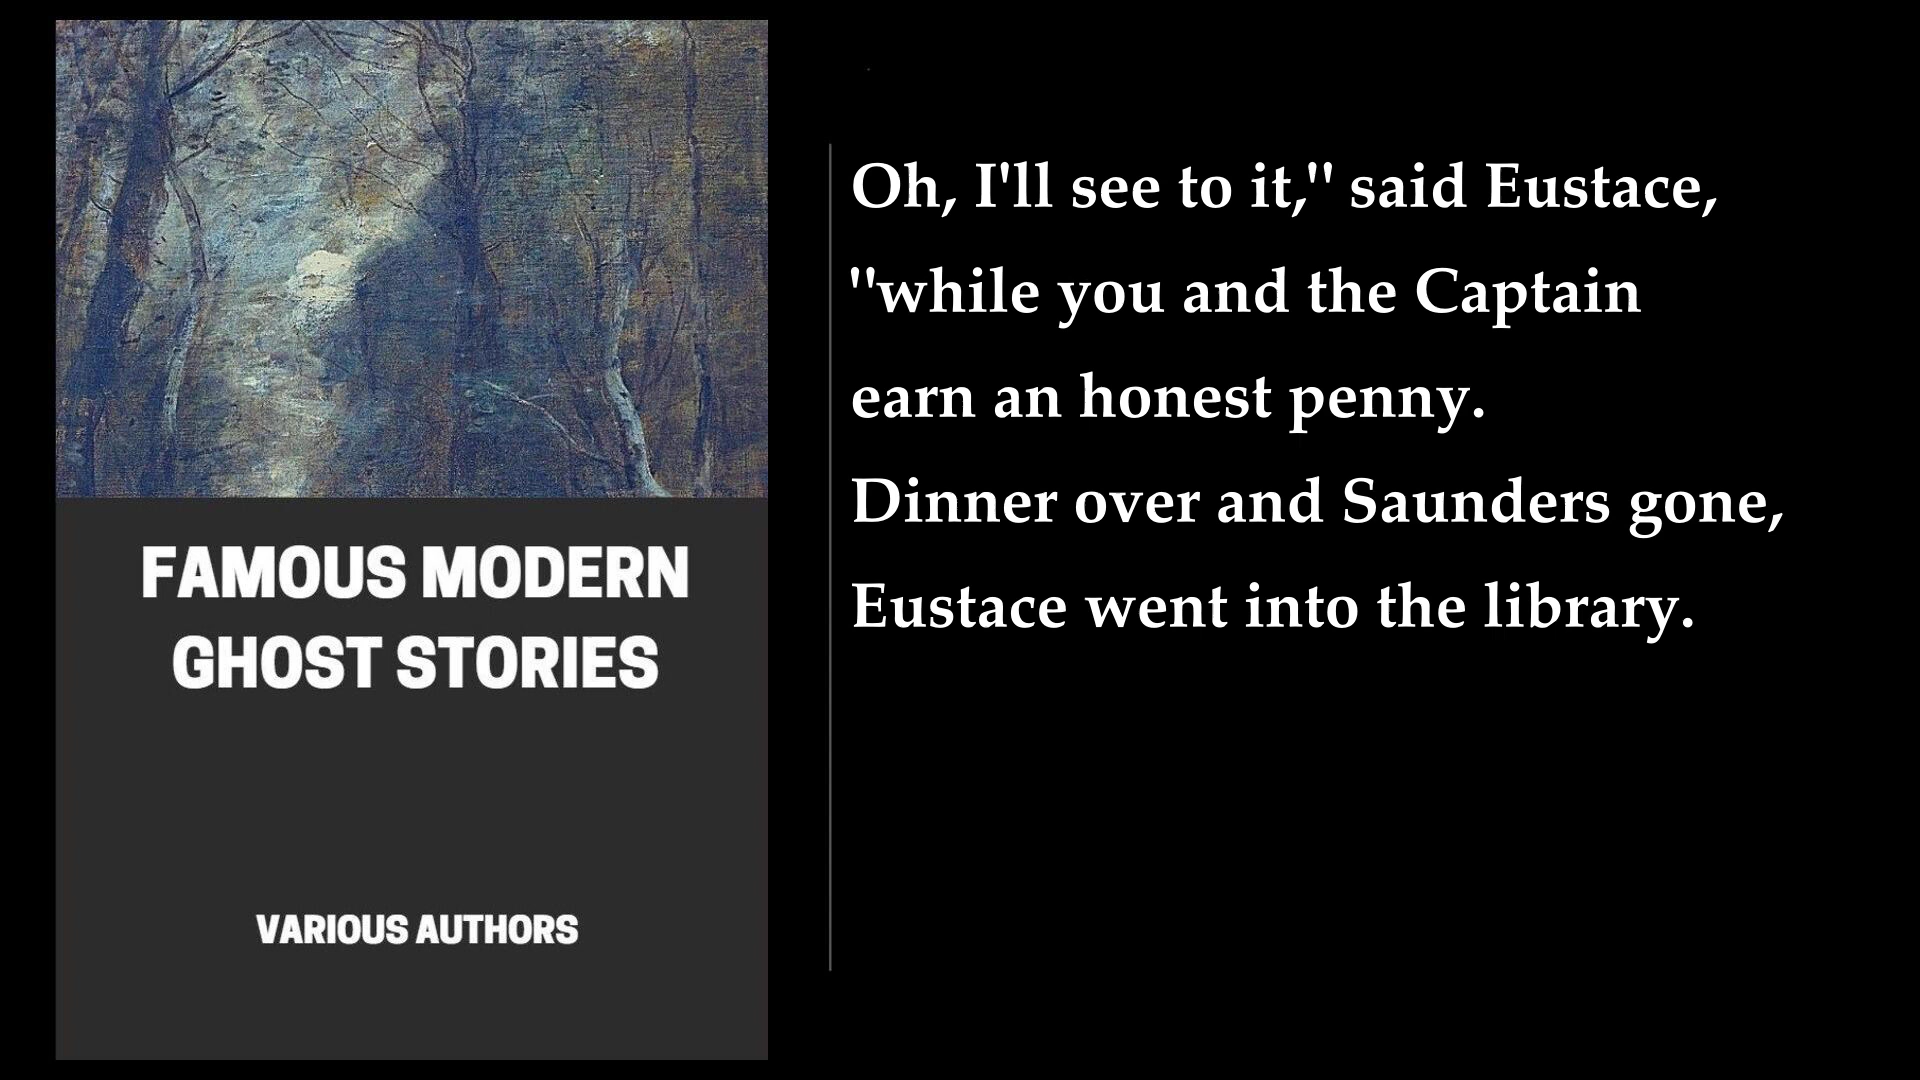 FAMOUS MODERN
GHOST STORIES
VARIOUS AUTHORS
Oh, I'll see to it," said Eustace,
"while you and the Captain
earn an honest penny.
Dinner over and Saunders gone,
Eustace went into the library.